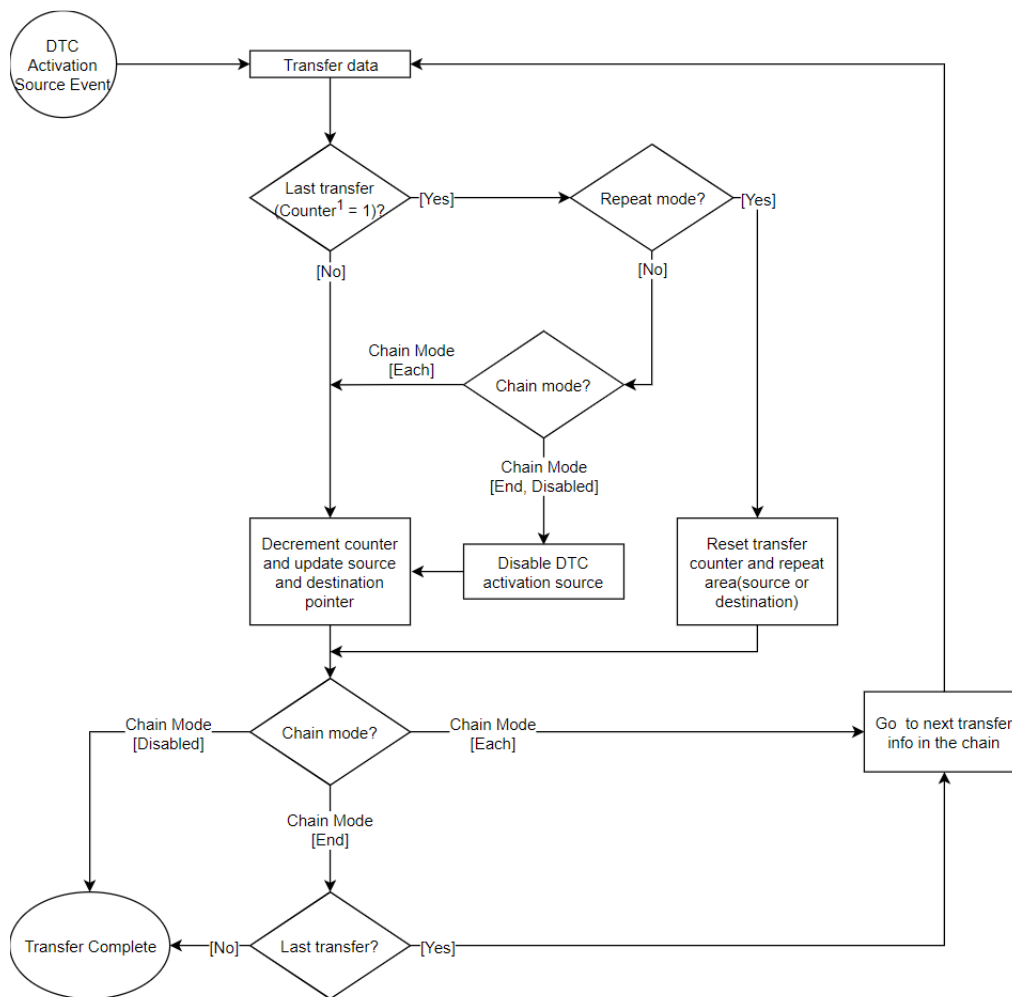 DTC
Activation
Source Event
Transfer data
Last transfer
(Counter¹ = 1)?
[Yes]
Repeat mode?
[Yes]
[No]
[No]
Chain Mode
[Each]
Chain mode?
Chain Mode
[End, Disabled]
Decrement counter
and update source
and destination
pointer
Disable DTC
activation source
Reset transfer
counter and repeat
area(source or
destination)
Chain Mode
[Disabled]
Chain mode?
Chain Mode
[Each]
Go to next transfer
info in the chain
Chain Mode
[End]
Transfer Complete
[No]
Last transfer?
[Yes]